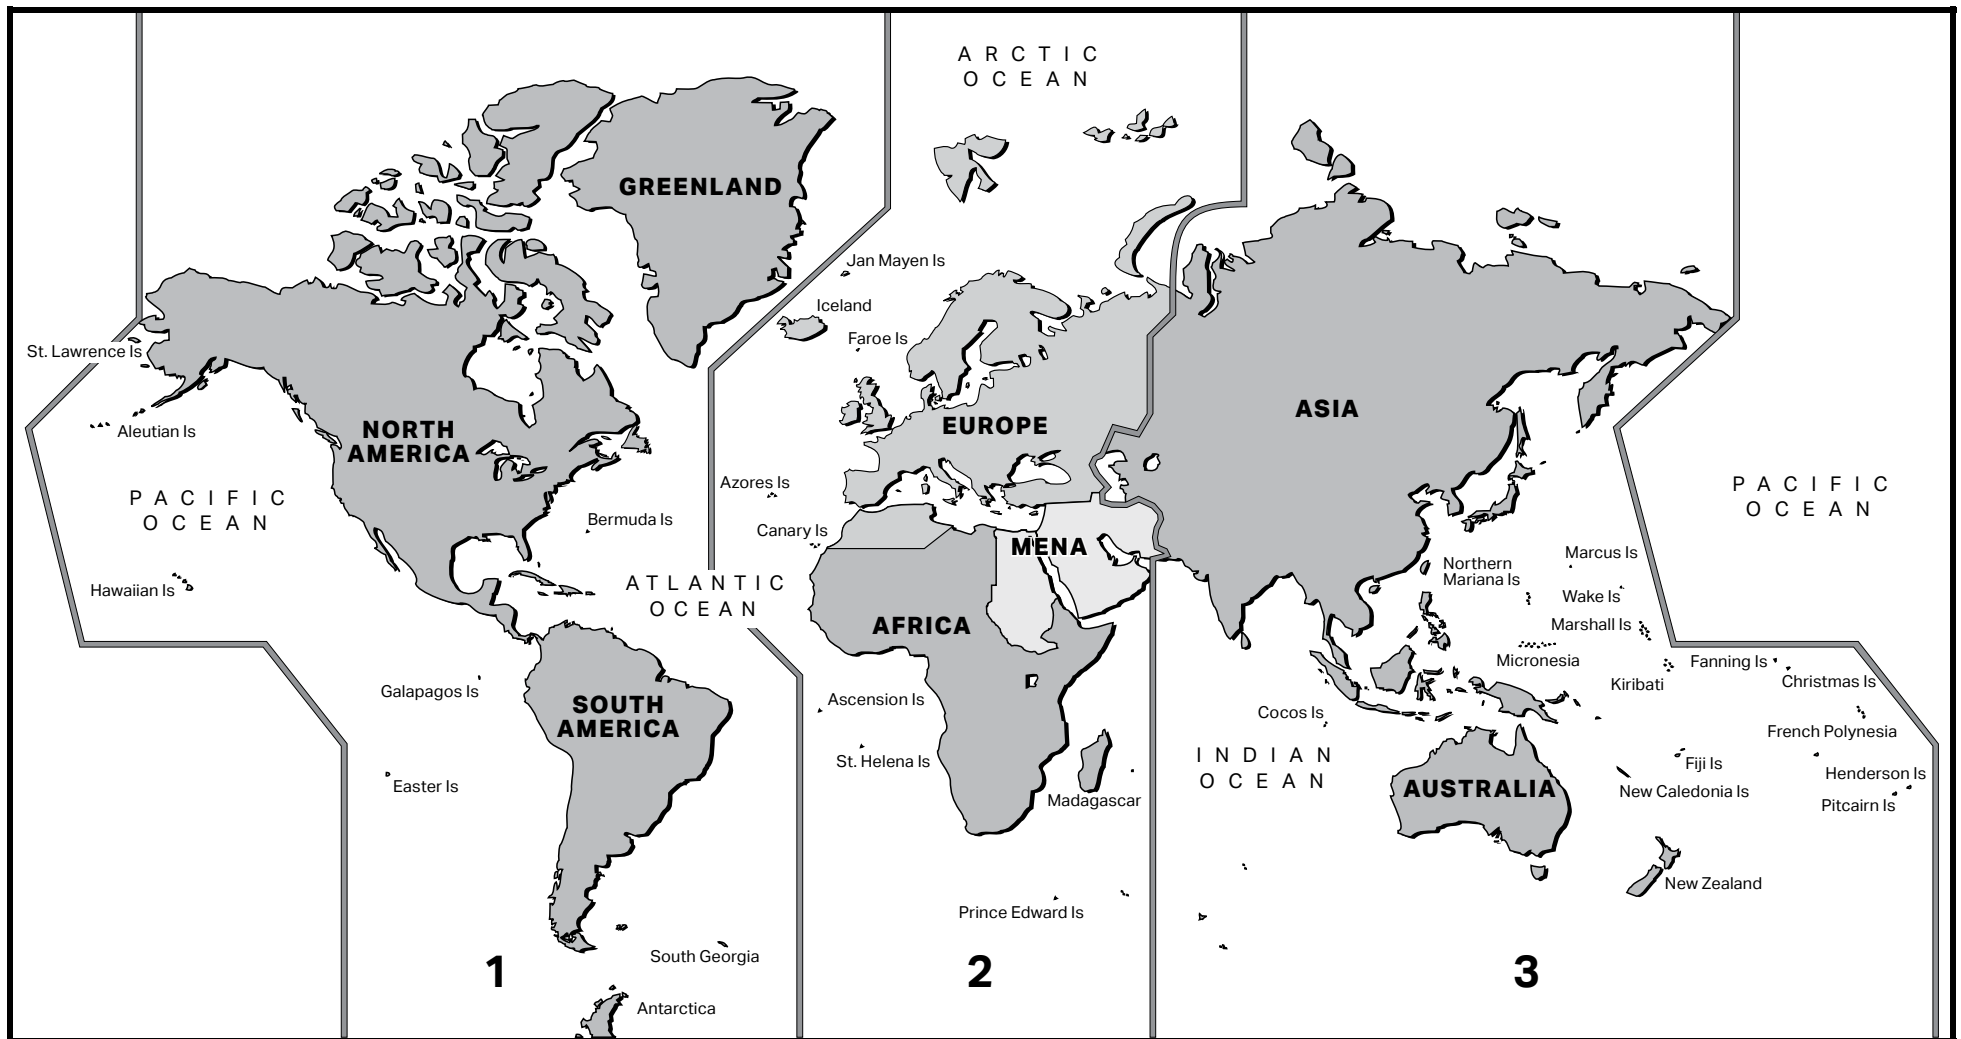 ARCTIC
OCEAN
GREENLAND
Jan Mayen Is
Iceland
Faroe Is
St. Lawrence Is
Aleutian Is
NORTH
AMERICA
EUROPE
ASIA
PACIFIC
OCEAN
Azores Is
PACIFIC
OCEAN
Bermuda Is
Canary Is
MENA
Marcus Is
Northern
Mariana Is
Hawaiian Is
ATLANTIC
OCEAN
Wake Is
AFRICA
Marshall Is
Micronesia
Fanning Is
Kiribati
Christmas Is
Galapagos Is
Ascension Is
SOUTH
AMERICA
Cocos Is
French Polynesia
St. Helena Is
INDIAN
OCEAN
Fiji Is
Henderson Is
Easter Is
Madagascar
AUSTRALIA
New Caledonia Is
Pitcairn Is
New Zealand
Prince Edward Is
South Georgia
1
2
3
Antarctica